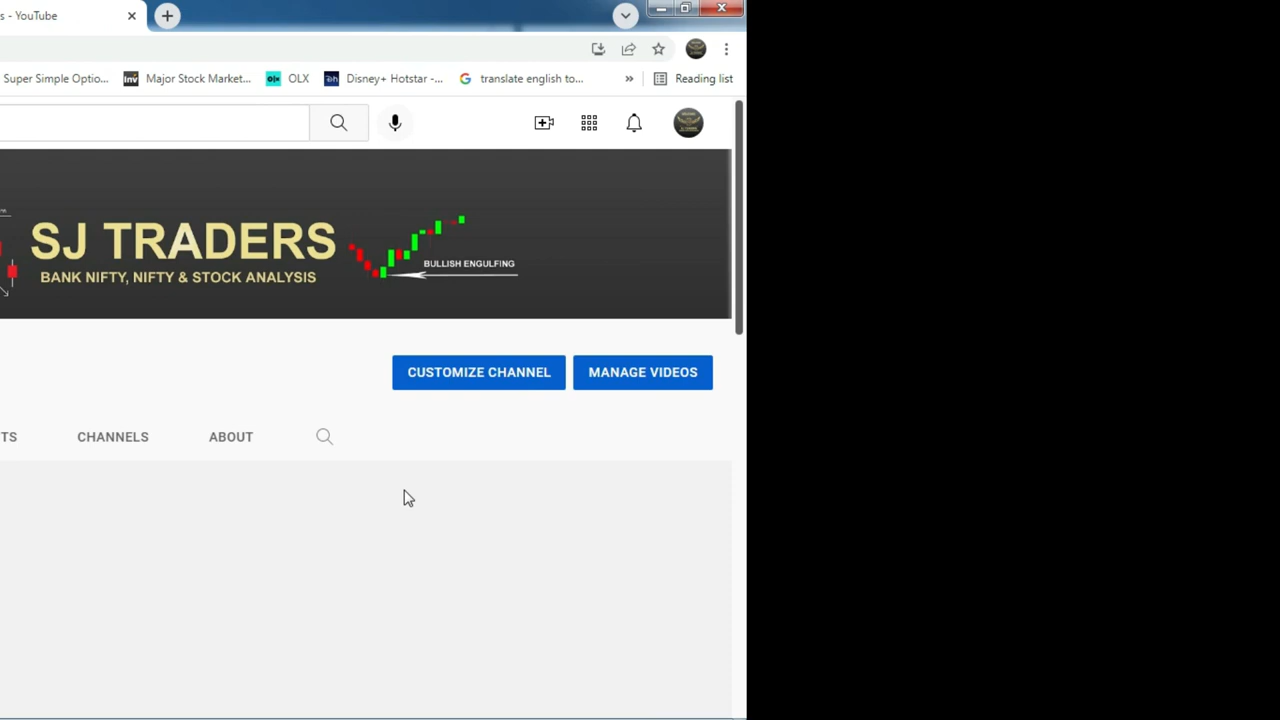 s - YouTube
Super Simple Optio... Major Stock Market... OLX Disney+ Hotstar -... translate english to... » Reading list
SJ TRADERS
BANK NIFTY, NIFTY & STOCK ANALYSIS
BULLISH ENGULFING
CUSTOMIZE CHANNEL MANAGE VIDEOS
TS CHANNELS ABOUT